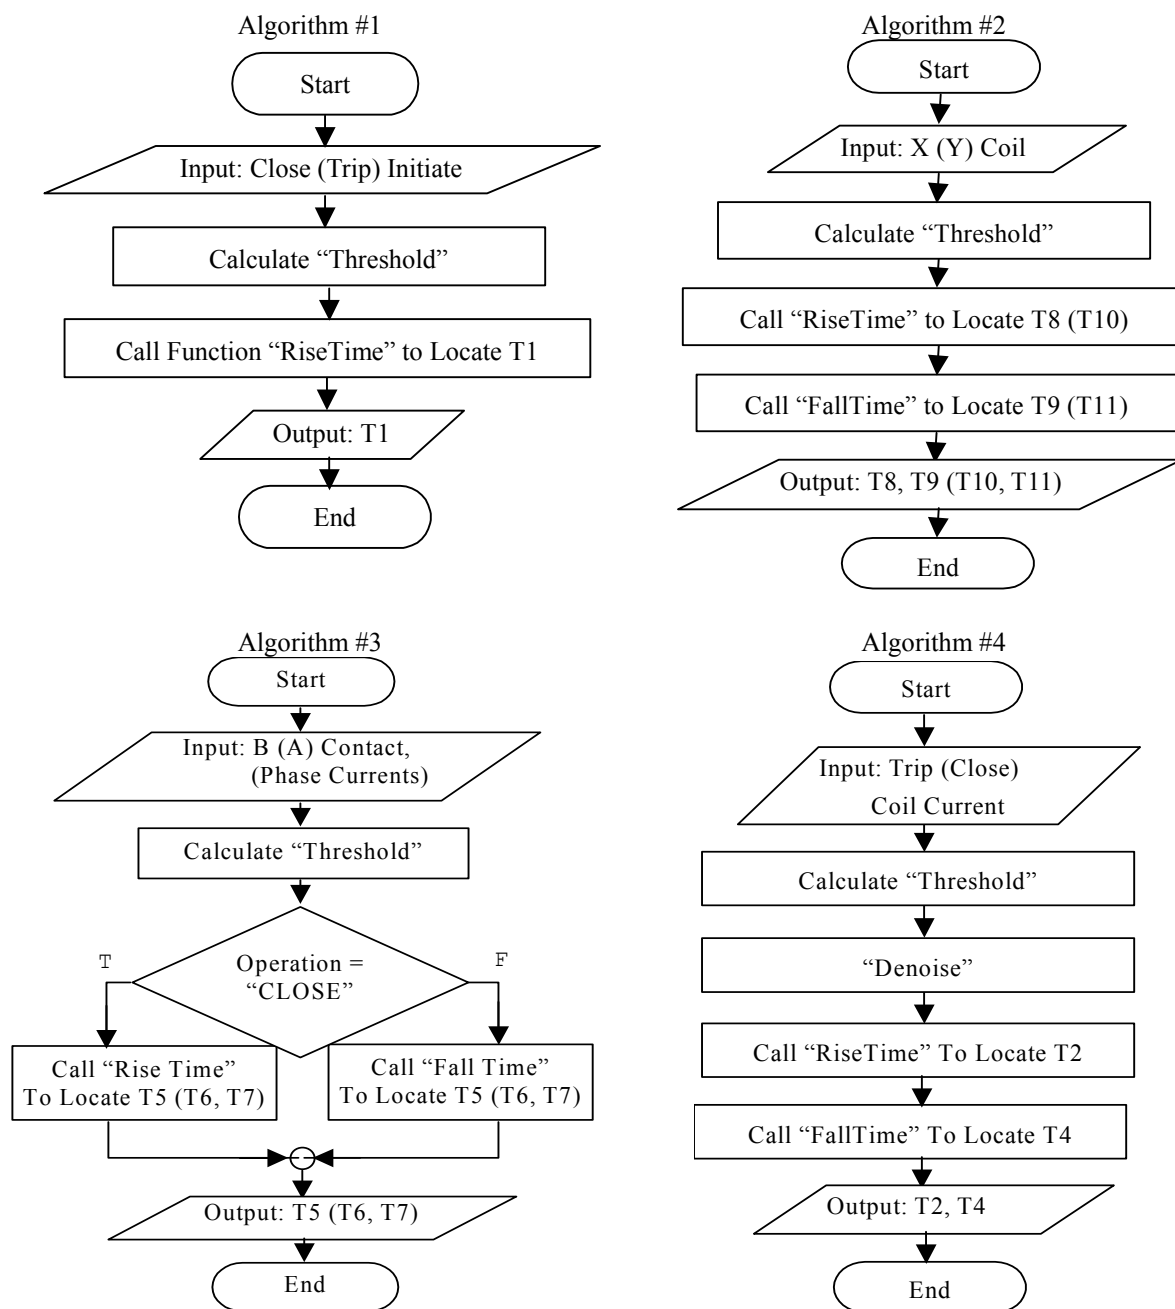 Algorithm #1
Start
Input: Close (Trip) Initiate
Calculate “Threshold”
Call Function “RiseTime” to Locate T1
Output: T1
End
Algorithm #2
Start
Input: X (Y) Coil
Calculate “Threshold”
Call “RiseTime” to Locate T8 (T10)
Call “FallTime” to Locate T9 (T11)
Output: T8, T9 (T10, T11)
End
Algorithm #3
Start
Input: B (A) Contact,
(Phase Currents)
Calculate “Threshold”
Operation =
“CLOSE”
T
F
Call “Rise Time”
To Locate T5 (T6, T7)
Call “Fall Time”
To Locate T5 (T6, T7)
Output: T5 (T6, T7)
End
Algorithm #4
Start
Input: Trip (Close)
Coil Current
Calculate “Threshold”
“Denoise”
Call “RiseTime” To Locate T2
Call “FallTime” To Locate T4
Output: T2, T4
End